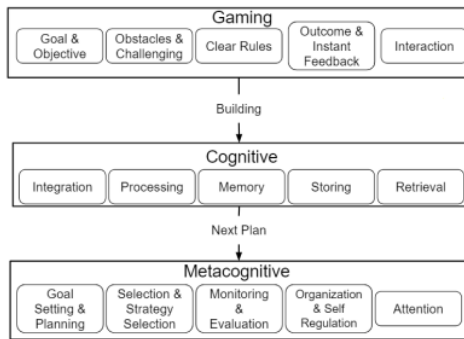 Gaming
Goal &
Objective
Obstacles &
Challenging
Clear Rules
Outcome &
Instant
Feedback
Interaction
Building
Cognitive
Integration
Processing
Memory
Storing
Retrieval
Next Plan
Metacognitive
Goal
Setting &
Planning
Selection &
Strategy
Selection
Monitoring
&
Evaluation
Organization
& Self
Regulation
Attention